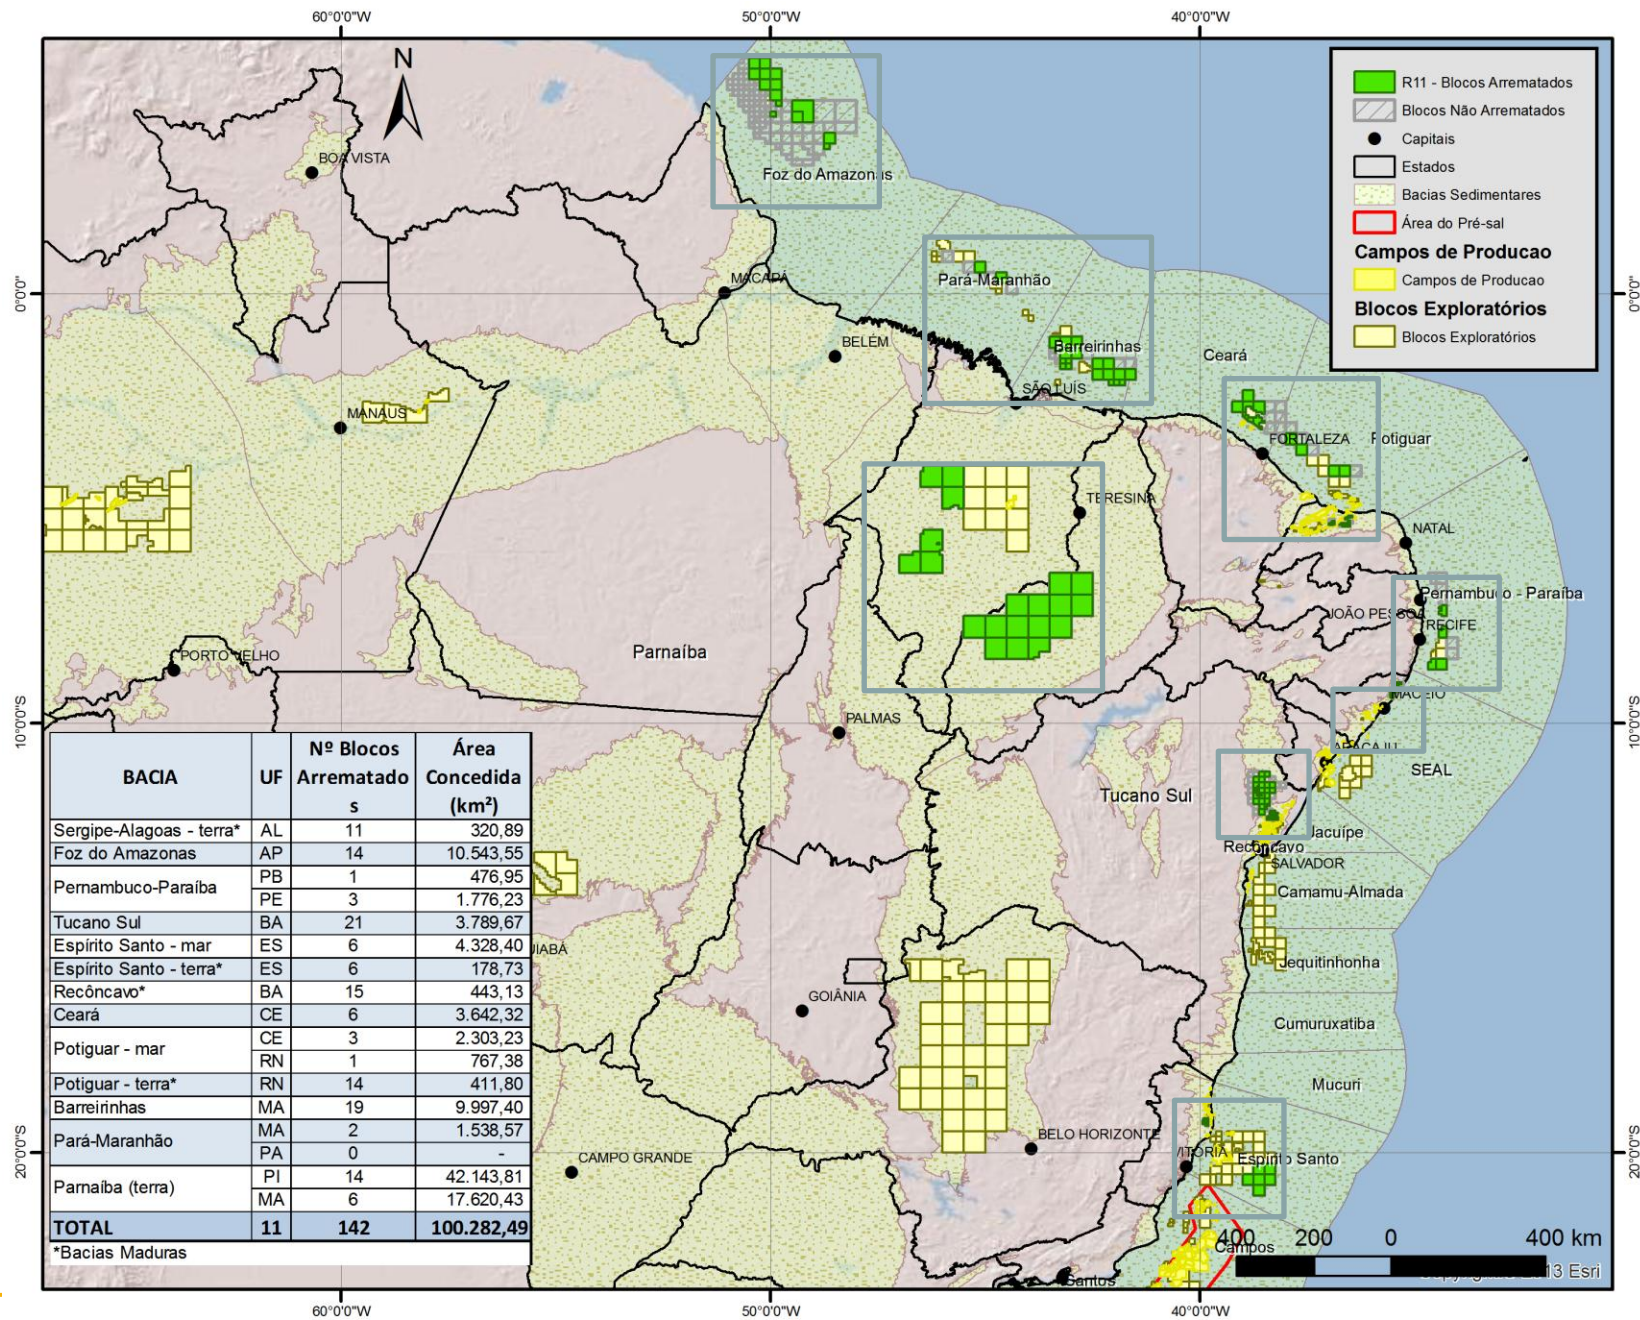 60°0'0"W 50°0'0"W 40°0'0"W
N
R11 - Blocos Arrematados
Blocos Não Arrematados
Capitais
Estados
Bacias Sedimentares
Área do Pré-sal
Campos de Producao
Campos de Producao
Blocos Exploratórios
Blocos Exploratórios
BOA VISTA
Foz do Amazonas
MACAPÁ
Pará-Maranhão
0°0'0" 0°0'0"
BELÉM
Barreirinhas
Ceará
SÃO LUÍS
MANAUS
FORTALEZA
Potiguar
TERESINA
NATAL
Pernambuco - Paraíba
JOÃO PESSOA
RECIFE
PORTO VELHO
Parnaíba
MACEIÓ
PALMAS
10°0'0"S 10°0'0"S
ARACAJU
SEAL
Tucano Sul
Jacuípe
Recôncavo
SALVADOR
Camamu-Almada
IABÁ
Jequitinhonha
GOIÂNIA
Cumuruxatiba
Mucuri
BELO HORIZONTE
VITÓRIA
Espírito Santo
CAMPO GRANDE
20°0'0"S 20°0'0"S
Campos
Santos
400 200 0 400 km
13 Esri
BACIA UF Nº Blocos Arrematado s Área Concedida (km²)
Sergipe-Alagoas - terra* AL 11 320,89
Foz do Amazonas AP 14 10.543,55
Pernambuco-Paraíba PB 1 476,95
PE 3 1.776,23
Tucano Sul BA 21 3.789,67
Espírito Santo - mar ES 6 4.328,40
Espírito Santo - terra* ES 6 178,73
Recôncavo* BA 15 443,13
Ceará CE 6 3.642,32
Potiguar - mar CE 3 2.303,23
RN 1 767,38
Potiguar - terra* RN 14 411,80
Barreirinhas MA 19 9.997,40
Pará-Maranhão MA 2 1.538,57
PA 0 -
Parnaíba (terra) PI 14 42.143,81
MA 6 17.620,43
TOTAL 11 142 100.282,49
*Bacias Maduras
60°0'0"W 50°0'0"W 40°0'0"W